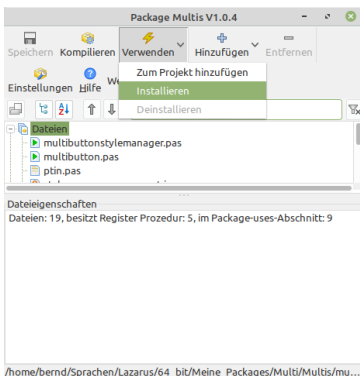 Package Multis V1.0.4
Speichern Kompilieren Verwenden Hinzufügen Entfernen
Zum Projekt hinzufügen
Einstellungen Hilfe
Installieren
Deinstallieren
Dateien
multibuttonstylemanager.pas
multibutton.pas
ptin.pas
Dateieigenschaften
Dateien: 19, besitzt Register Prozedur: 5, im Package-uses-Abschnitt: 9
/home/bernd/Sprachen/Lazarus/64_bit/Meine_Packages/Multi/Multis/mu...